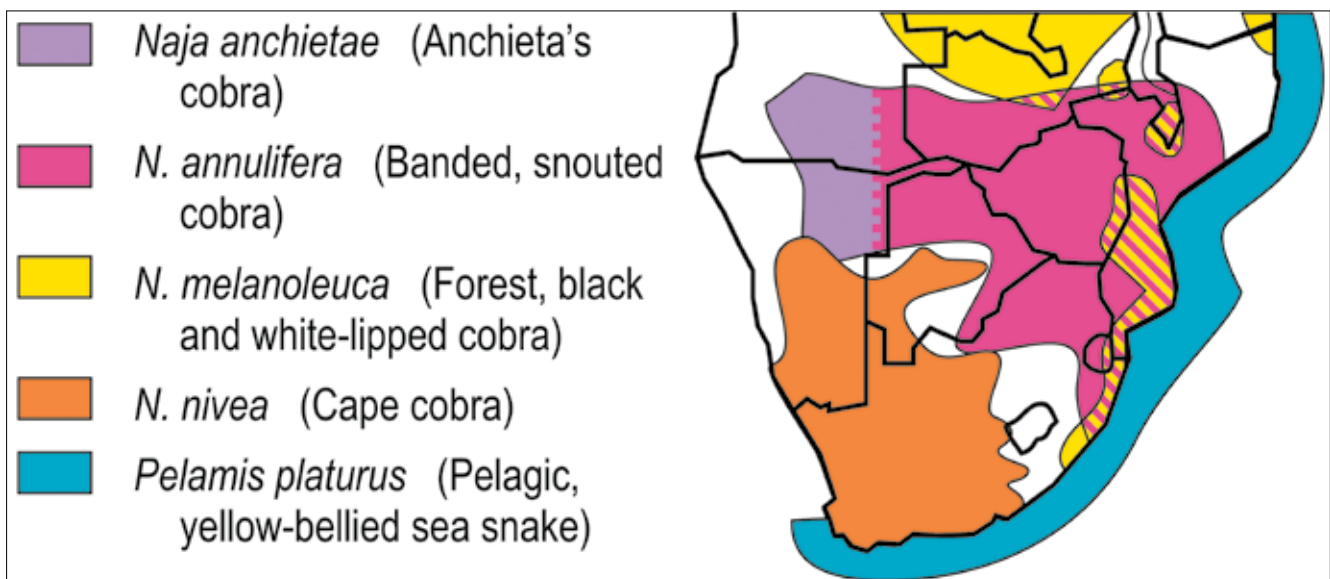 Naja anchietae (Anchieta’s
cobra)
N. annulifera (Banded, snouted
cobra)
N. melanoleuca (Forest, black
and white-lipped cobra)
N. nivea (Cape cobra)
Pelamis platurus (Pelagic,
yellow-bellied sea snake)